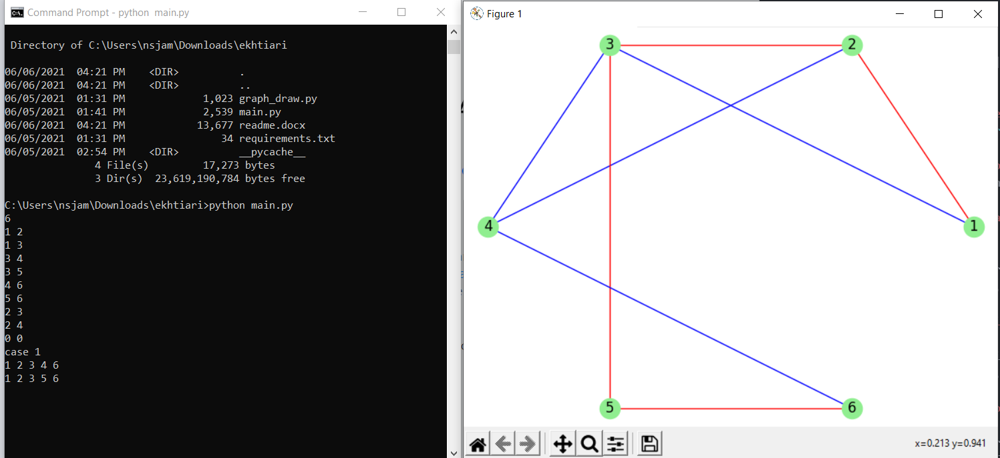 Command Prompt - python main.py
Directory of C:\Users\nsjam\Downloads\ekhtiari
06/06/2021 04:21 PM <DIR> .
06/06/2021 04:21 PM <DIR> ..
06/05/2021 01:31 PM 1,023 graph_draw.py
06/05/2021 01:41 PM 2,539 main.py
06/06/2021 04:21 PM 13,677 readme.docx
06/05/2021 01:31 PM 34 requirements.txt
06/05/2021 02:54 PM <DIR> __pycache__
4 File(s) 17,273 bytes
3 Dir(s) 23,619,190,784 bytes free
C:\Users\nsjam\Downloads\ekhtiari>python main.py
6
1 2
1 3
3 4
3 5
4 6
5 6
2 3
2 4
0 0
case 1
1 2 3 4 6
1 2 3 5 6
Figure 1
3
2
4
1
5
6
x=0.213 y=0.941